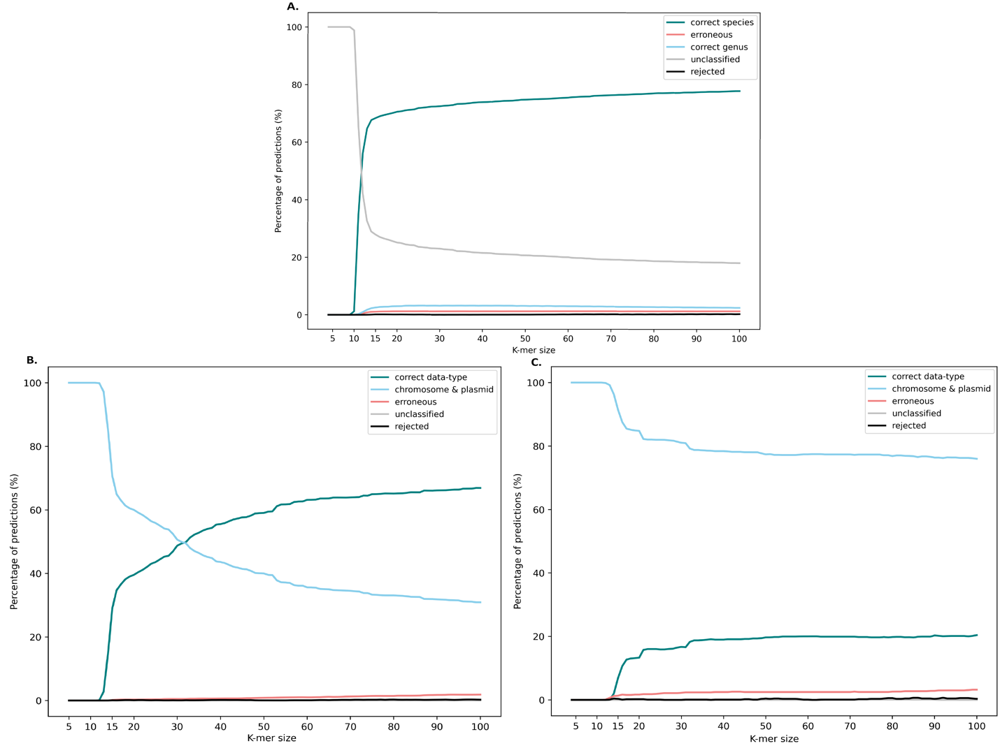 A.
100
80
60
40
20
0
Percentage of predictions (%)
correct species
erroneous
correct genus
unclassified
rejected
5 10 15 20 30 40 50 60 70 80 90 100
K-mer size
B.
100
80
60
40
20
0
Percentage of predictions (%)
correct data-type
chromosome & plasmid
erroneous
unclassified
rejected
5 10 15 20 30 40 50 60 70 80 90 100
K-mer size
C.
100
80
60
40
20
0
Percentage of predictions (%)
correct data-type
chromosome & plasmid
erroneous
unclassified
rejected
5 10 15 20 30 40 50 60 70 80 90 100
K-mer size